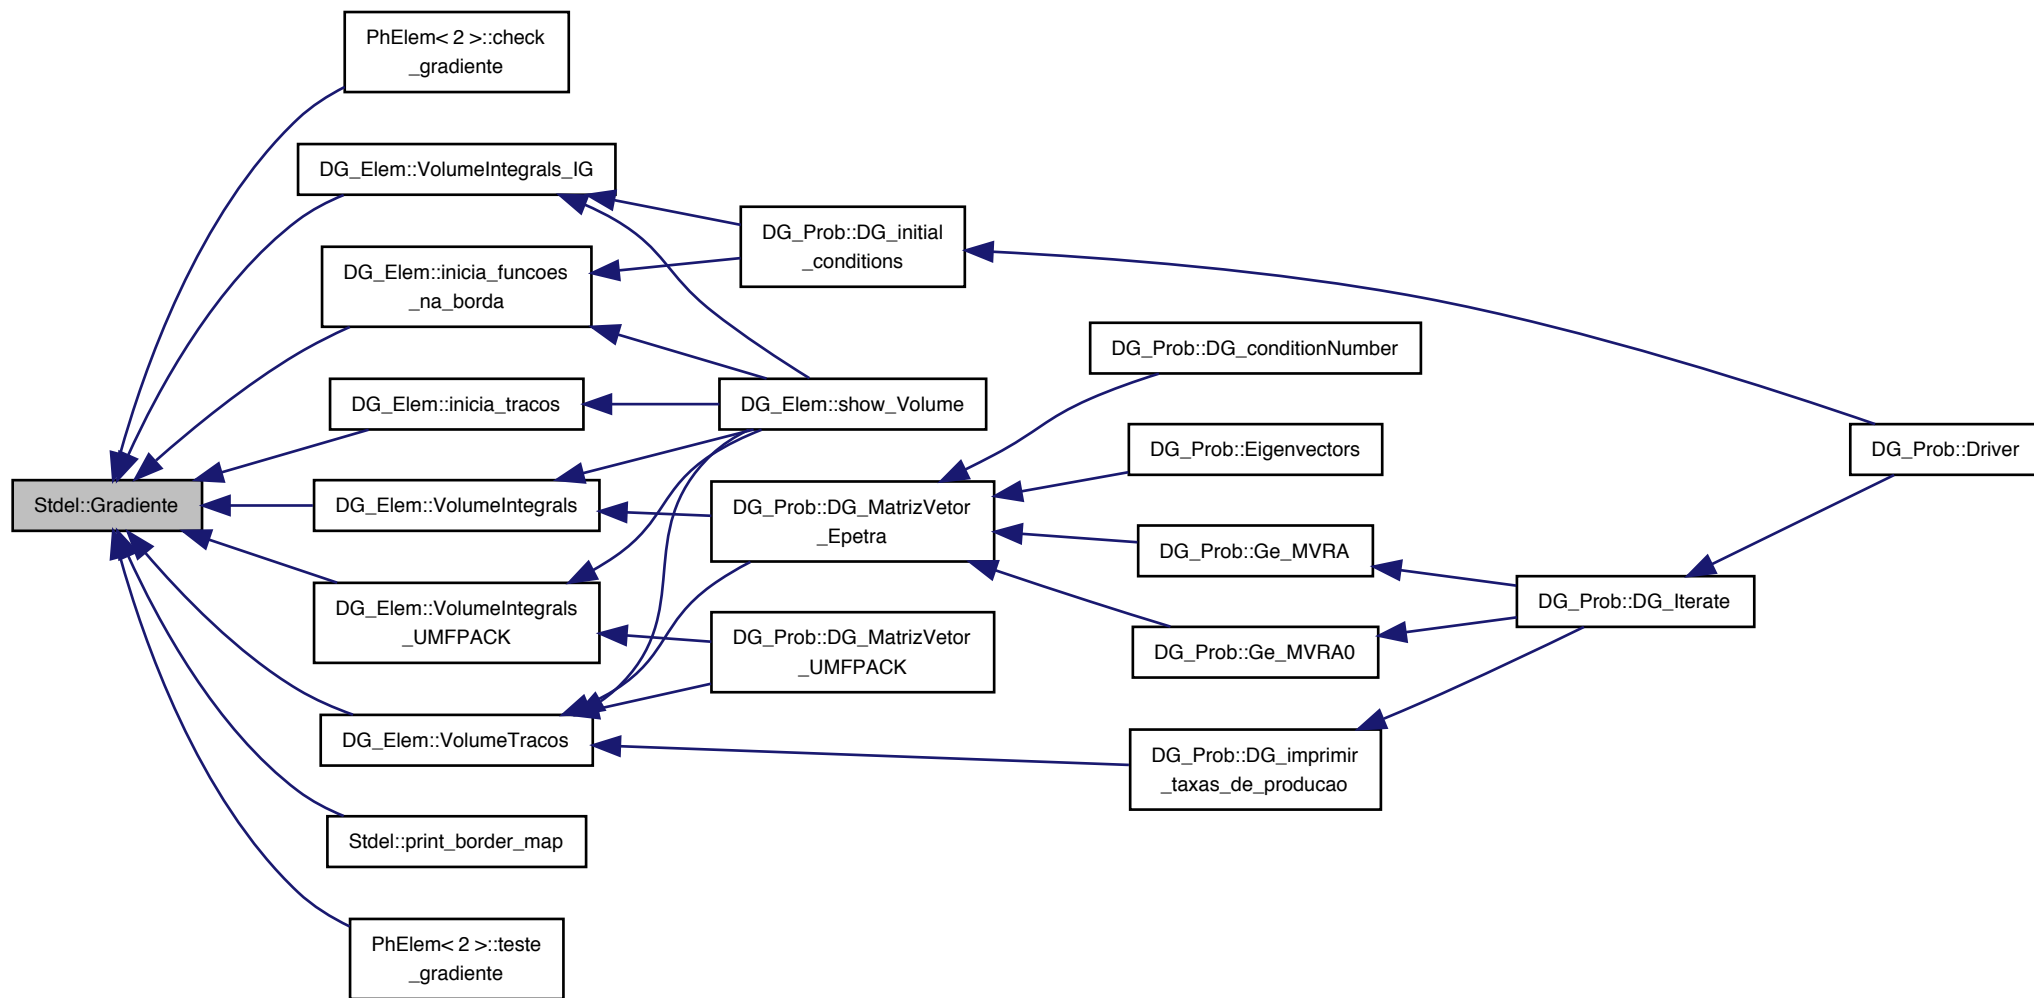 PhElem< 2 >::check
_gradiente
DG_Elem::VolumeIntegrals_IG
DG_Prob::DG_initial
_conditions
DG_Elem::inicia_funcoes
_na_borda
DG_Prob::DG_conditionNumber
DG_Elem::inicia_tracos
DG_Elem::show_Volume
DG_Prob::Eigenvectors
DG_Prob::Driver
Stdel::Gradiente
DG_Elem::VolumeIntegrals
DG_Prob::DG_MatrizVetor
_Epetra
DG_Prob::Ge_MVRA
DG_Prob::DG_Iterate
DG_Elem::VolumeIntegrals
_UMFPACK
DG_Prob::DG_MatrizVetor
_UMFPACK
DG_Prob::Ge_MVRA0
DG_Elem::VolumeTracos
DG_Prob::DG_imprimir
_taxas_de_producao
Stdel::print_border_map
PhElem< 2 >::teste
_gradiente